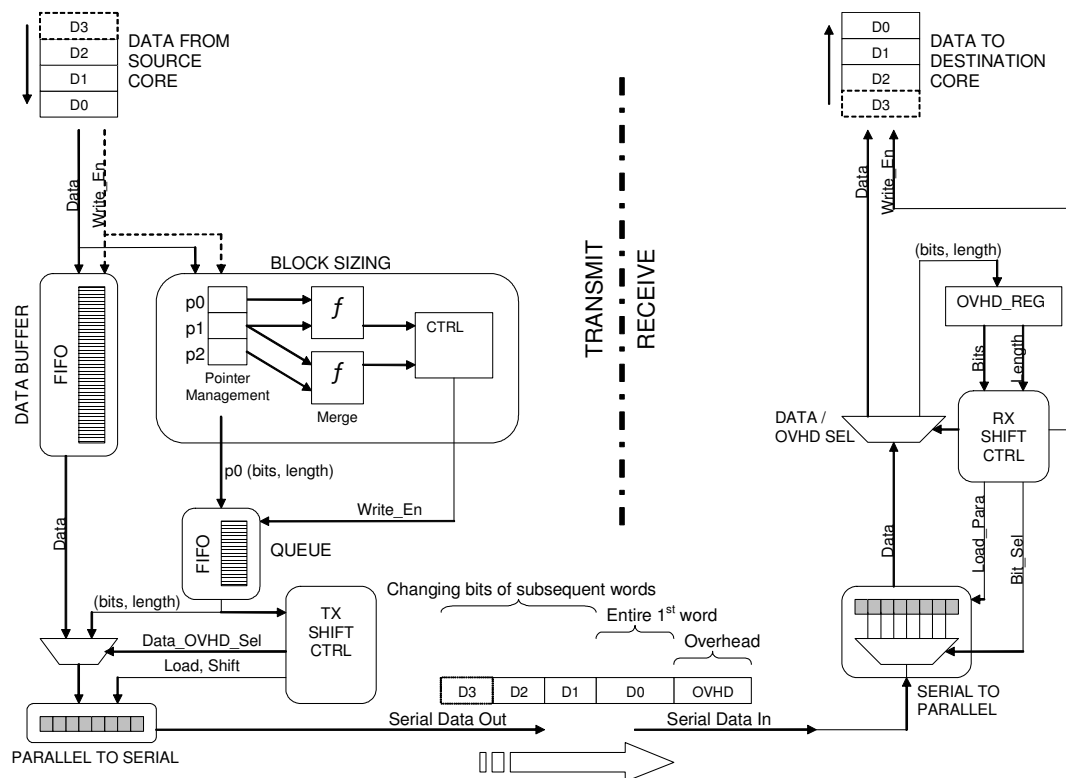 D3
D2
D1
D0
DATA FROM
SOURCE
CORE
D0
D1
D2
D3
DATA TO
DESTINATION
CORE
Data
Write_En
Data
Write_En
TRANSMIT
RECEIVE
BLOCK SIZING
DATA BUFFER
FIFO
p0
p1
p2
Pointer
Management
f
f
Merge
CTRL
(bits, length)
OVHD_REG
Bits
Length
DATA /
OVHD SEL
RX
SHIFT
CTRL
p0 (bits, length)
Write_En
FIFO
QUEUE
Data
Data
Load_Para
Bit_Sel
(bits, length)
TX
SHIFT
CTRL
Data_OVHD_Sel
Load, Shift
Changing bits of subsequent words
Entire 1st word
Overhead
D3
D2
D1
D0
OVHD
Serial Data Out
Serial Data In
SERIAL TO
PARALLEL
PARALLEL TO SERIAL